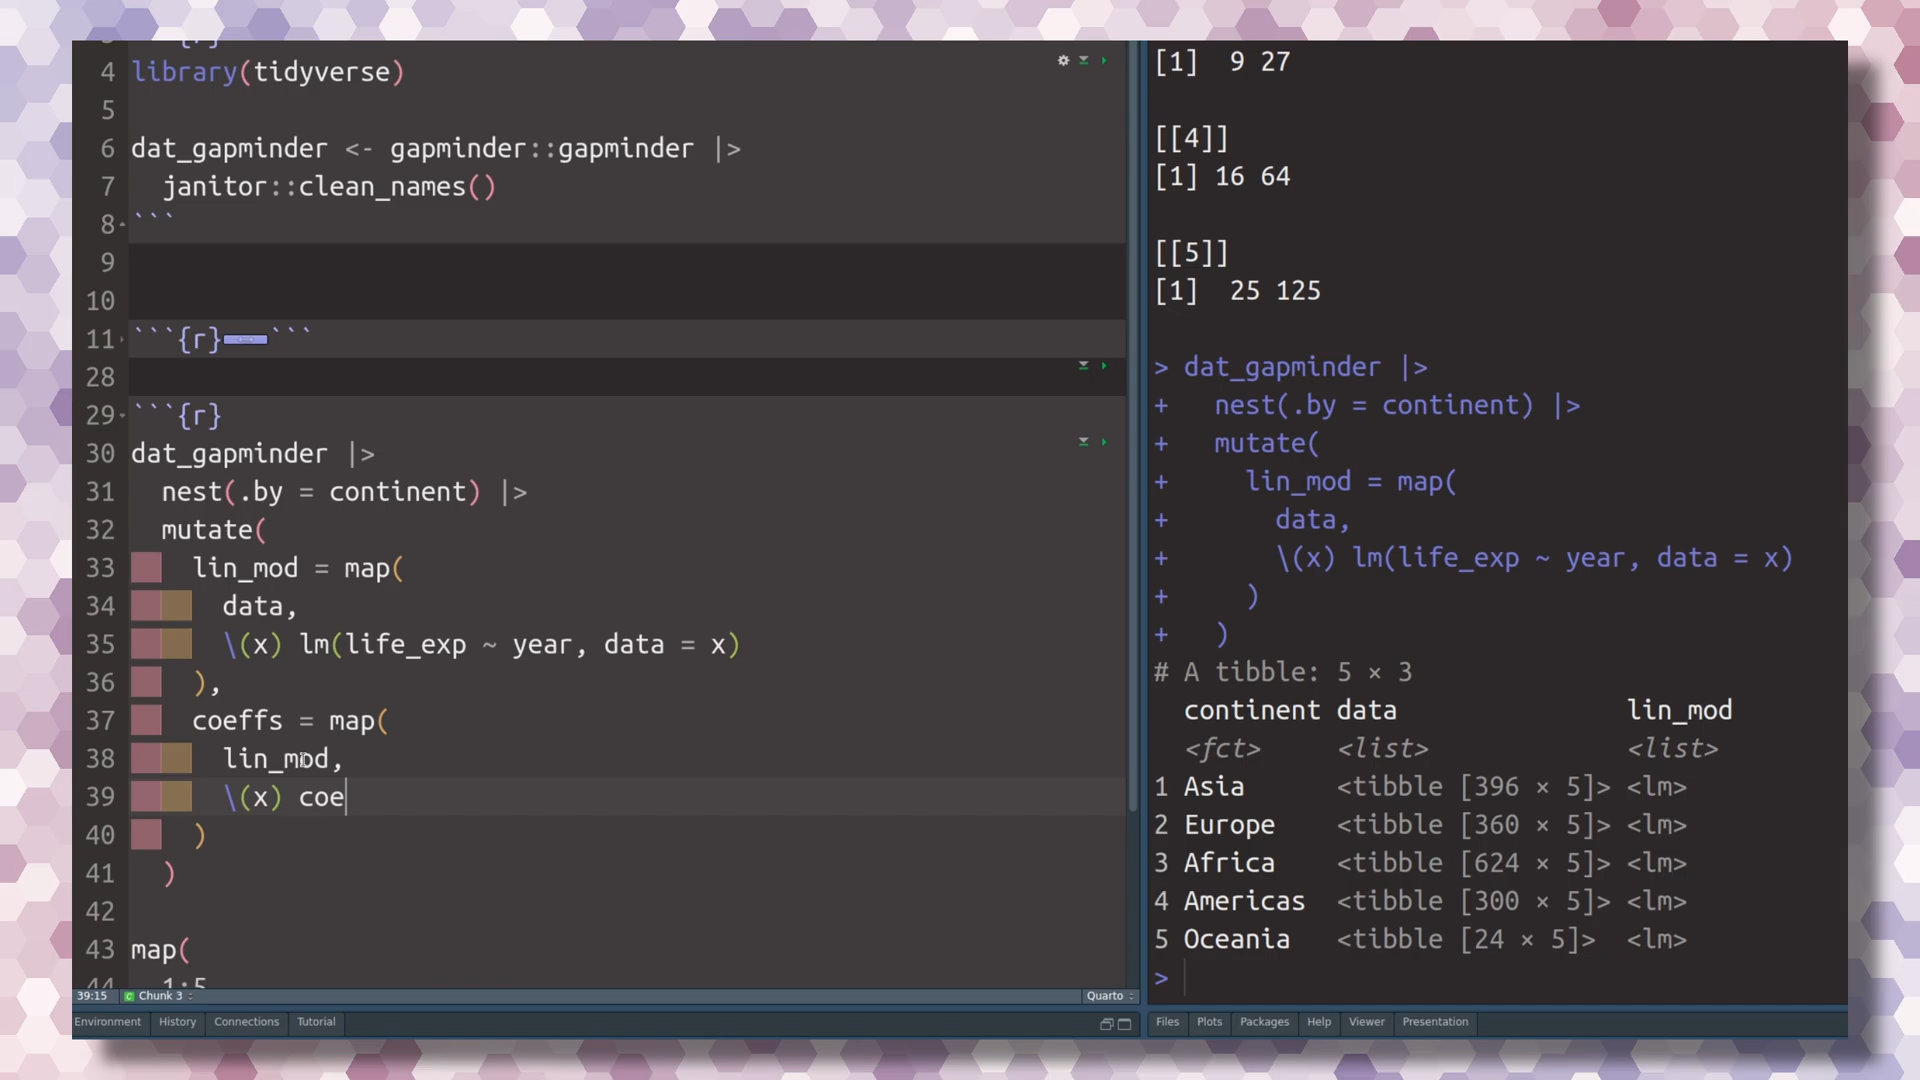 ```{r}
4 library(tidyverse)
5
6 dat_gapminder <- gapminder::gapminder |>
7   janitor::clean_names()
8 ```
9
10
11 ```{r} ```
28
29 ```{r}
30 dat_gapminder |>
31   nest(.by = continent) |>
32   mutate(
33     lin_mod = map(
34       data,
35       \(x) lm(life_exp ~ year, data = x)
36     ),
37     coeffs = map(
38       lin_mod,
39       \(x) coe
40     )
41   )
42
43 map(
44   1:5
39:15 C Chunk 3 Quarto
Environment History Connections Tutorial
[1]  9 27
[[4]]
[1] 16 64
[[5]]
[1]  25 125
> dat_gapminder |>
+   nest(.by = continent) |>
+   mutate(
+     lin_mod = map(
+       data,
+       \(x) lm(life_exp ~ year, data = x)
+     )
+   )
# A tibble: 5 × 3
  continent data               lin_mod
  <fct>     <list>             <list>
1 Asia      <tibble [396 × 5]> <lm>
2 Europe    <tibble [360 × 5]> <lm>
3 Africa    <tibble [624 × 5]> <lm>
4 Americas  <tibble [300 × 5]> <lm>
5 Oceania   <tibble [24 × 5]>  <lm>
>
Files Plots Packages Help Viewer Presentation